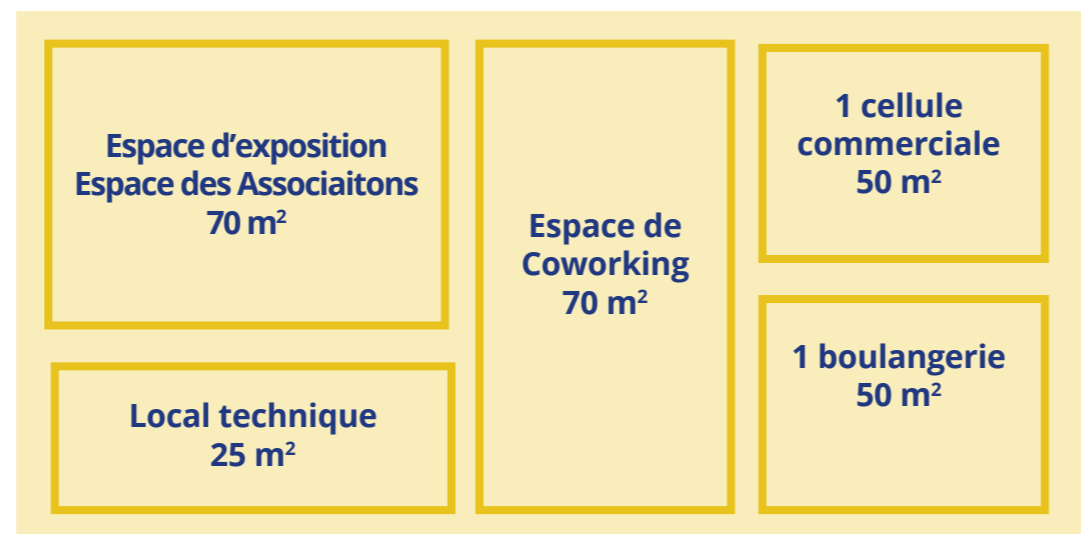 Espace d’exposition
Espace des Associaitons
70 m²
Local technique
25 m²
Espace de
Coworking
70 m²
1 cellule
commerciale
50 m²
1 boulangerie
50 m²